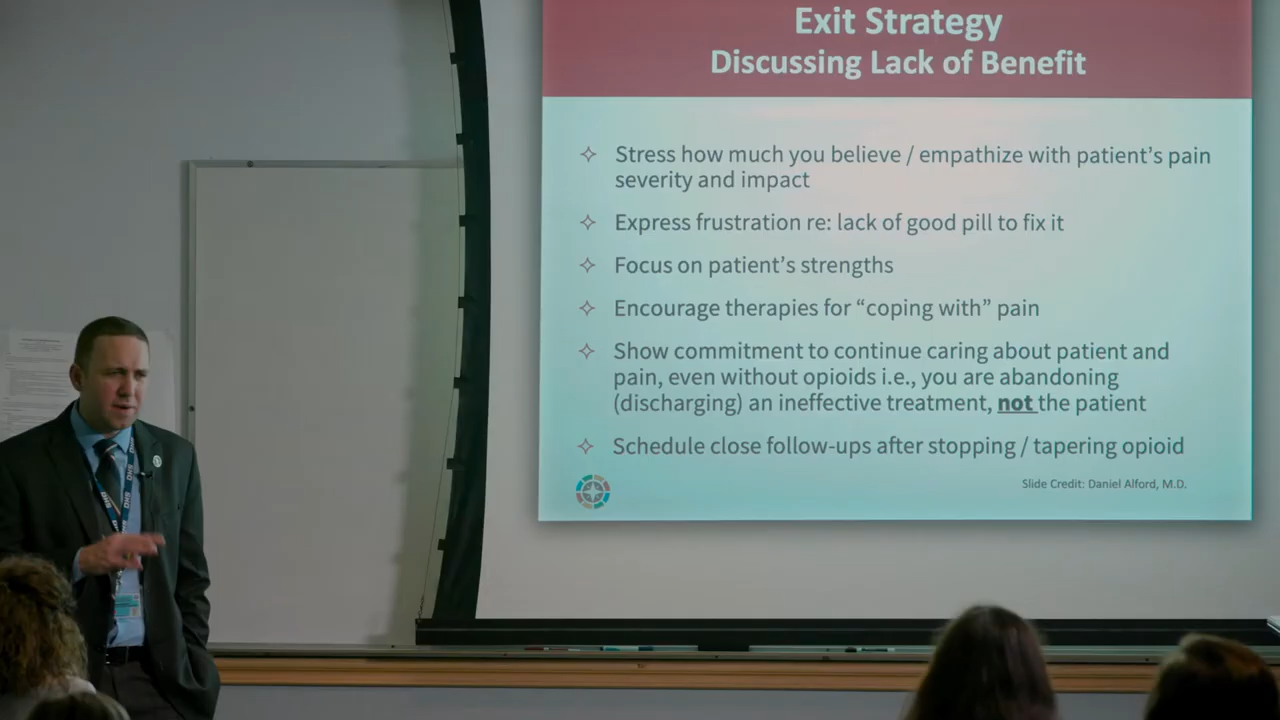 Exit Strategy
Discussing Lack of Benefit
Stress how much you believe / empathize with patient's pain
severity and impact
Express frustration re: lack of good pill to fix it
Focus on patient's strengths
Encourage therapies for “coping with” pain
Show commitment to continue caring about patient and
pain, even without opioids i.e., you are abandoning
(discharging) an ineffective treatment, not the patient
Schedule close follow-ups after stopping / tapering opioid
Slide Credit: Daniel Alford, M.D.